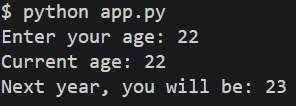 $ python app.py
Enter your age: 22
Current age: 22
Next year, you will be: 23